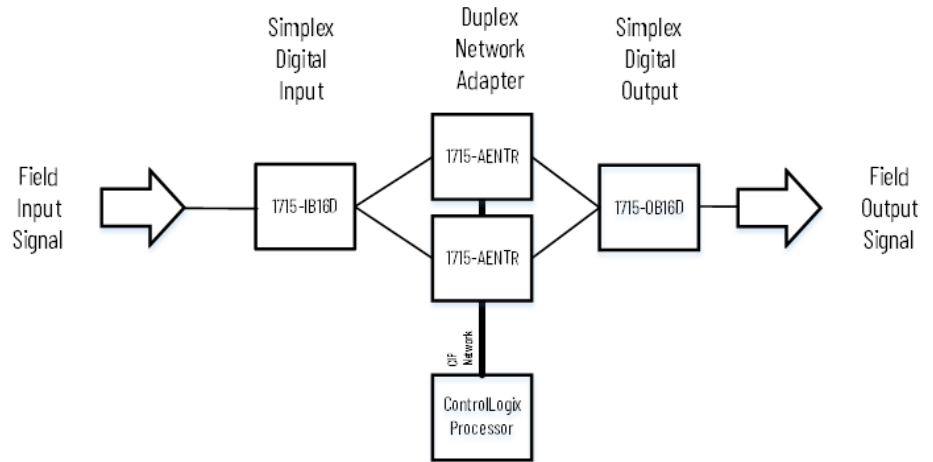 Simplex
Digital
Input
Duplex
Network
Adapter
Simplex
Digital
Output
Field
Input
Signal
1715-IB16D
1715-AENTR
1715-AENTR
1715-OB16D
Field
Output
Signal
CIP
Network
ControlLogix
Processor